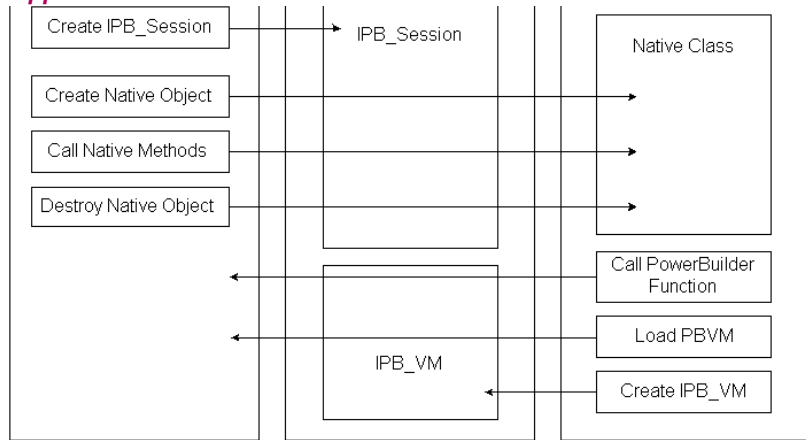 Create IPB_Session
IPB_Session
Native Class
Create Native Object
Call Native Methods
Destroy Native Object
Call PowerBuilder
Function
Load PBVM
IPB_VM
Create IPB_VM